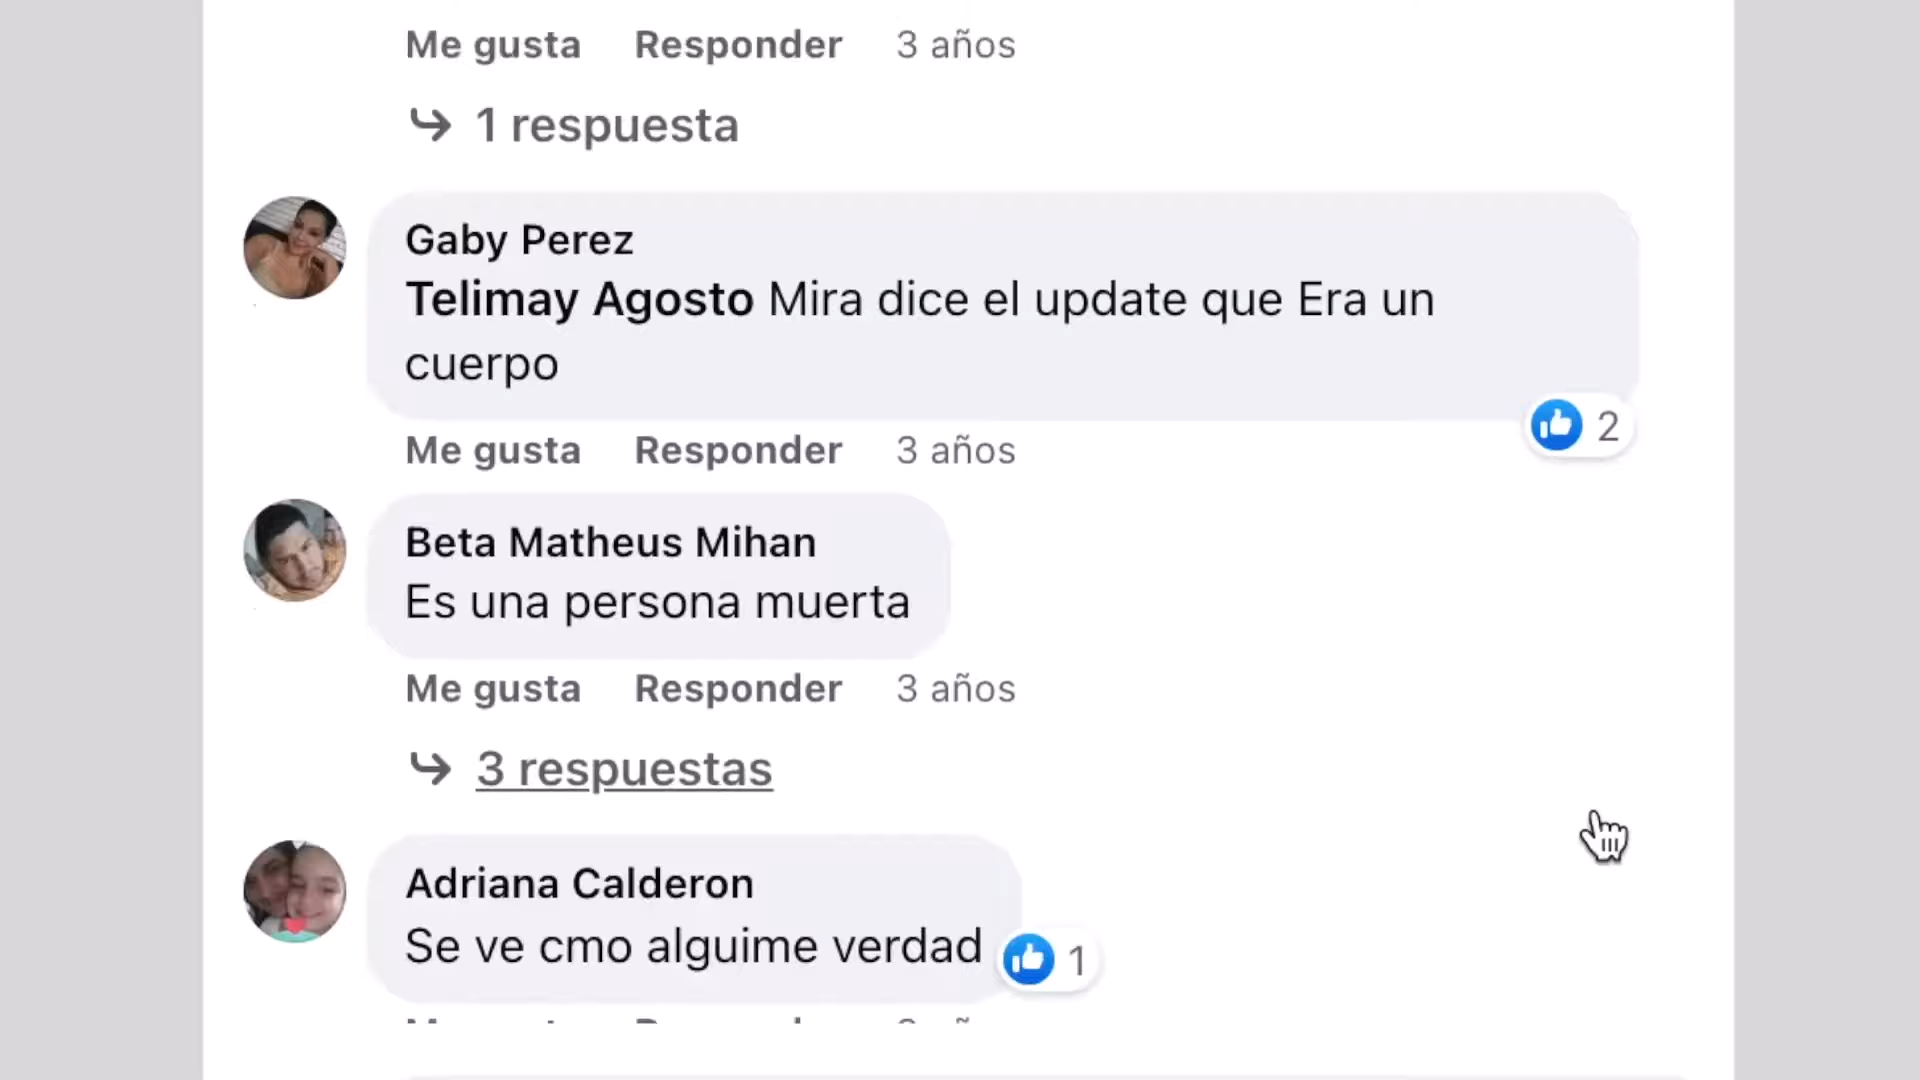 Me gusta Responder 3 años
1 respuesta
Gaby Perez
Telimay Agosto Mira dice el update que Era un
cuerpo
2
Me gusta Responder 3 años
Beta Matheus Mihan
Es una persona muerta
Me gusta Responder 3 años
3 respuestas
Adriana Calderon
Se ve cmo alguime verdad
1